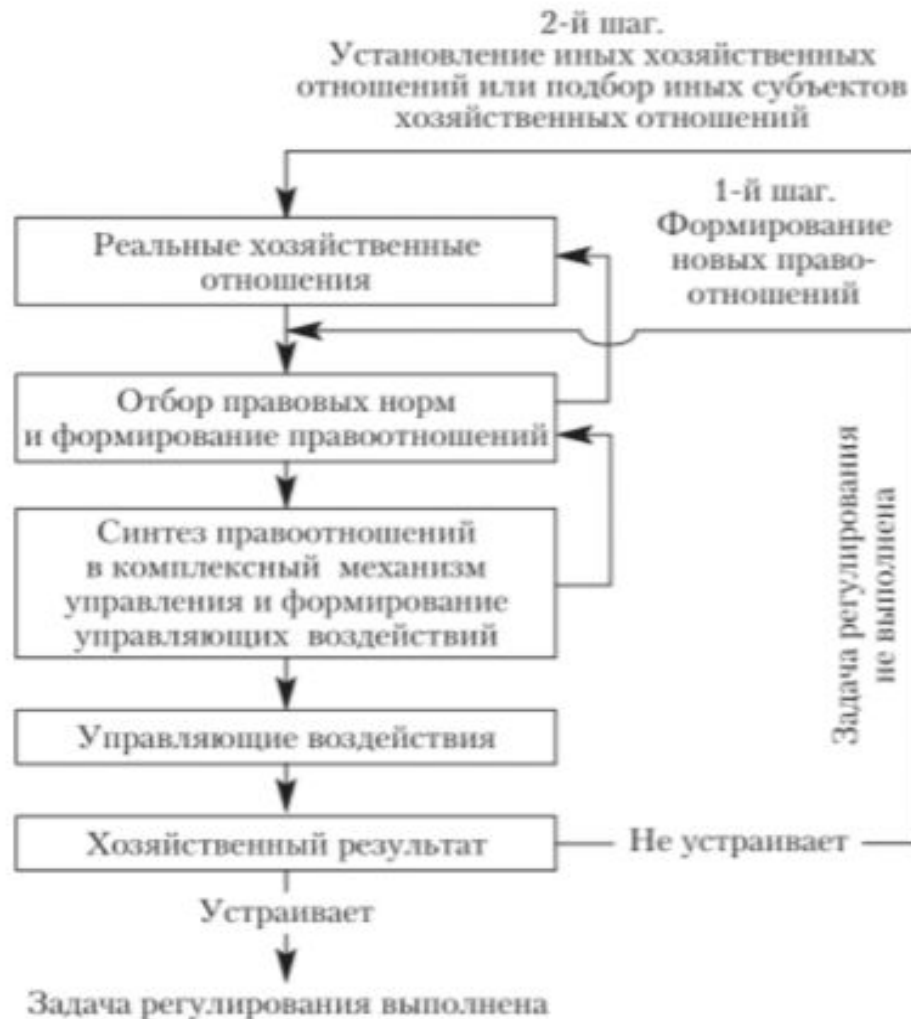 2-й шаг.
Установление иных хозяйственных
отношений или подбор иных субъектов
хозяйственных отношений
1-й шаг.
Формирование
новых право-
отношений
Реальные хозяйственные
отношения
Отбор правовых норм
и формирование правоотношений
Синтез правоотношений
в комплексный механизм
управления и формирование
управляющих воздействий
Задача регулирования
не выполнена
Управляющие воздействия
Хозяйственный результат
Не устраивает
Устраивает
Задача регулирования выполнена